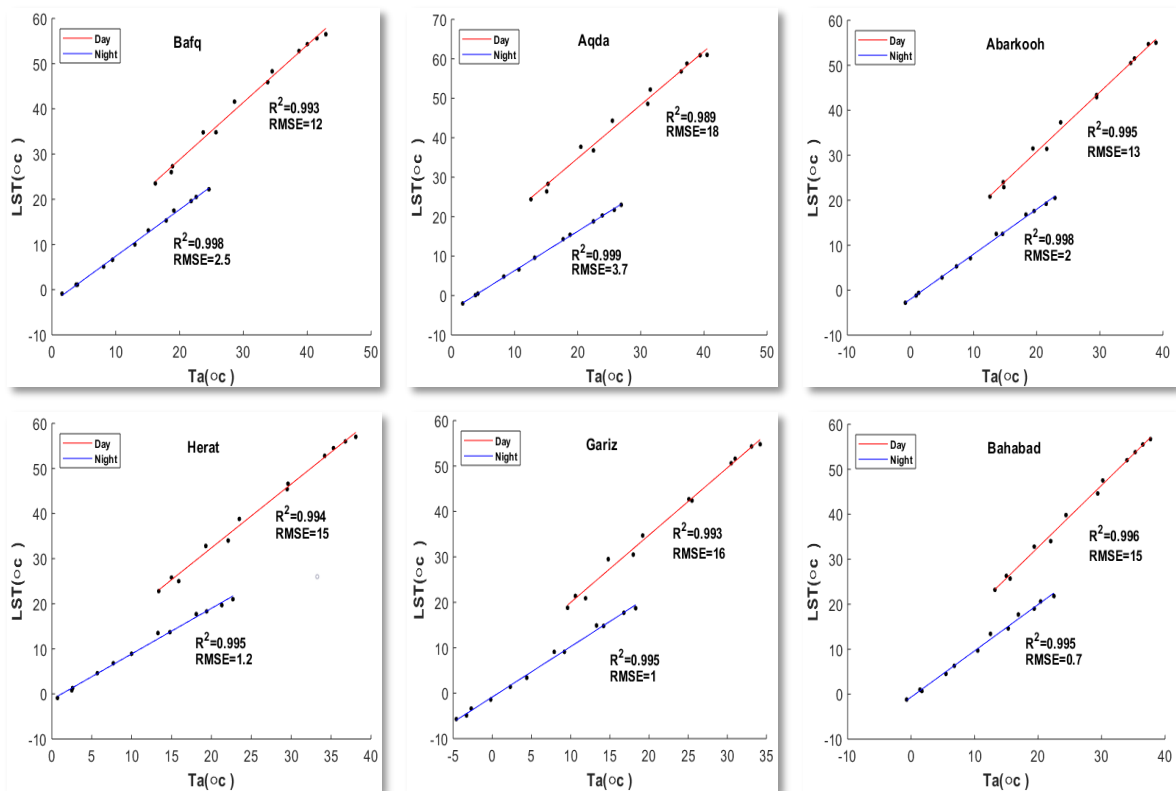 Bafq
Day
Night
R²=0.993
RMSE=12
R²=0.998
RMSE=2.5
60
50
40
30
20
10
0
-10
LST(○c )
0 10 20 30 40 50
Ta(○c )
Aqda
Day
Night
R²=0.989
RMSE=18
R²=0.999
RMSE=3.7
70
60
50
40
30
20
10
0
-10
0 10 20 30 40 50
Ta(○c )
Abarkooh
Day
Night
R²=0.995
RMSE=13
R²=0.998
RMSE=2
60
50
40
30
20
10
0
-10
-10 0 10 20 30 40
Ta(○c )
Herat
Day
Night
R²=0.994
RMSE=15
R²=0.995
RMSE=1.2
60
50
40
30
20
10
0
-10
LST(○c )
0 5 10 15 20 25 30 35 40
Ta(○c )
Gariz
Day
Night
R²=0.993
RMSE=16
R²=0.995
RMSE=1
60
50
40
30
20
10
0
-10
-5 0 5 10 15 20 25 30 35
Ta(○c )
Bahabad
Day
Night
R²=0.996
RMSE=15
R²=0.995
RMSE=0.7
60
50
40
30
20
10
0
-10
-10 0 10 20 30 40
Ta(○c )